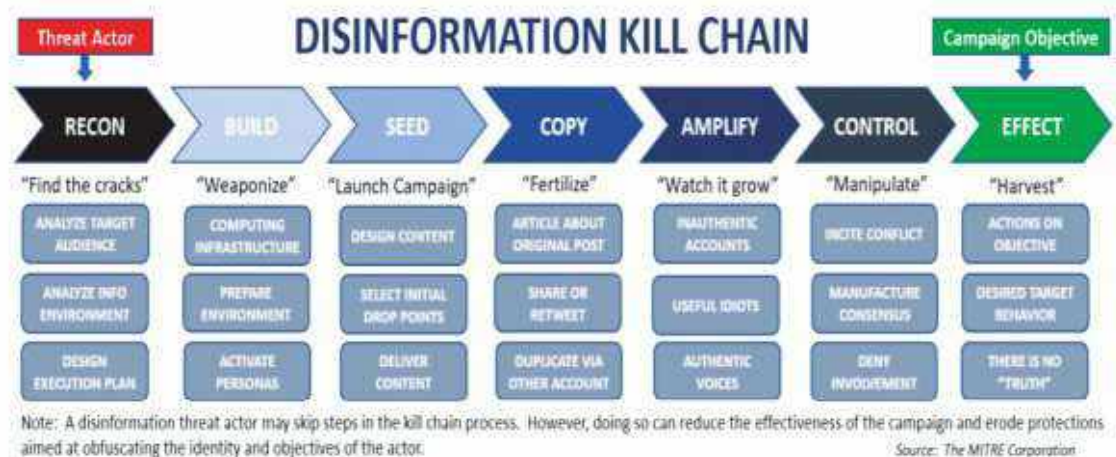 DISINFORMATION KILL CHAIN
Threat Actor
Campaign Objective
RECON
BUILD
SEED
COPY
AMPLIFY
CONTROL
EFFECT
"Find the cracks"
"Weaponize"
"Launch Campaign"
"Fertilize"
"Watch it grow"
"Manipulate"
"Harvest"
ANALYZE TARGET
AUDIENCE
COMPUTING
INFRASTRUCTURE
DESIGN CONTENT
ARTICLE ABOUT
ORIGINAL POST
INAUTHENTIC
ACCOUNTS
INCITE CONFLICT
ACTIONS ON
OBJECTIVE
ANALYZE INFO
ENVIRONMENT
PREPARE
ENVIRONMENT
SELECT INITIAL
DROP POINTS
SHARE OR
RETWEET
USEFUL IDIOTS
MANUFACTURE
CONSENSUS
DESIRED TARGET
BEHAVIOR
DESIGN
EXECUTION PLAN
ACTIVATE
PERSONAS
DELIVER
CONTENT
DUPLICATE VIA
OTHER ACCOUNT
AUTHENTIC
VOICES
DENY
INVOLVEMENT
THERE IS NO
"TRUTH"
Note: A disinformation threat actor may skip steps in the kill chain process. However, doing so can reduce the effectiveness of the campaign and erode protections
aimed at obfuscating the identity and objectives of the actor.
Source: The MITRE Corporation